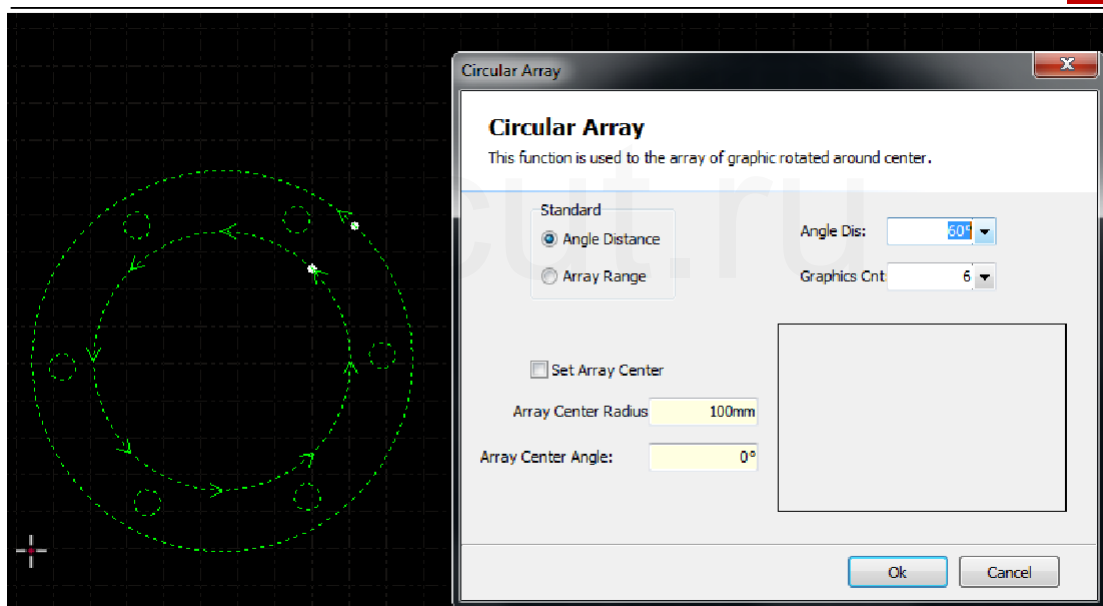 Circular Array
Circular Array
This function is used to the array of graphic rotated around center.
Standard
Angle Distance
Array Range
Angle Dis: 60°
Graphics Cnt 6
Set Array Center
Array Center Radius 100mm
Array Center Angle: 0°
Ok
Cancel
cut.ru